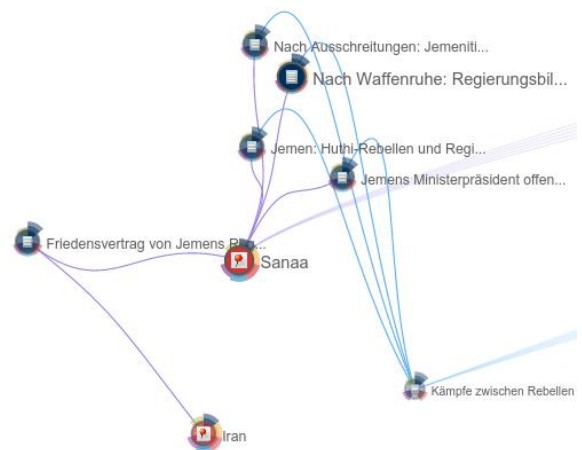 Nach Ausschreitungen: Jemeniti...
Nach Waffenruhe: Regierungsbil...
Jemen: Huthi-Rebellen und Regi...
Jemens Ministerpräsident offen...
Friedensvertrag von Jemens Reg...
Sanaa
Kämpfe zwischen Rebellen
Iran